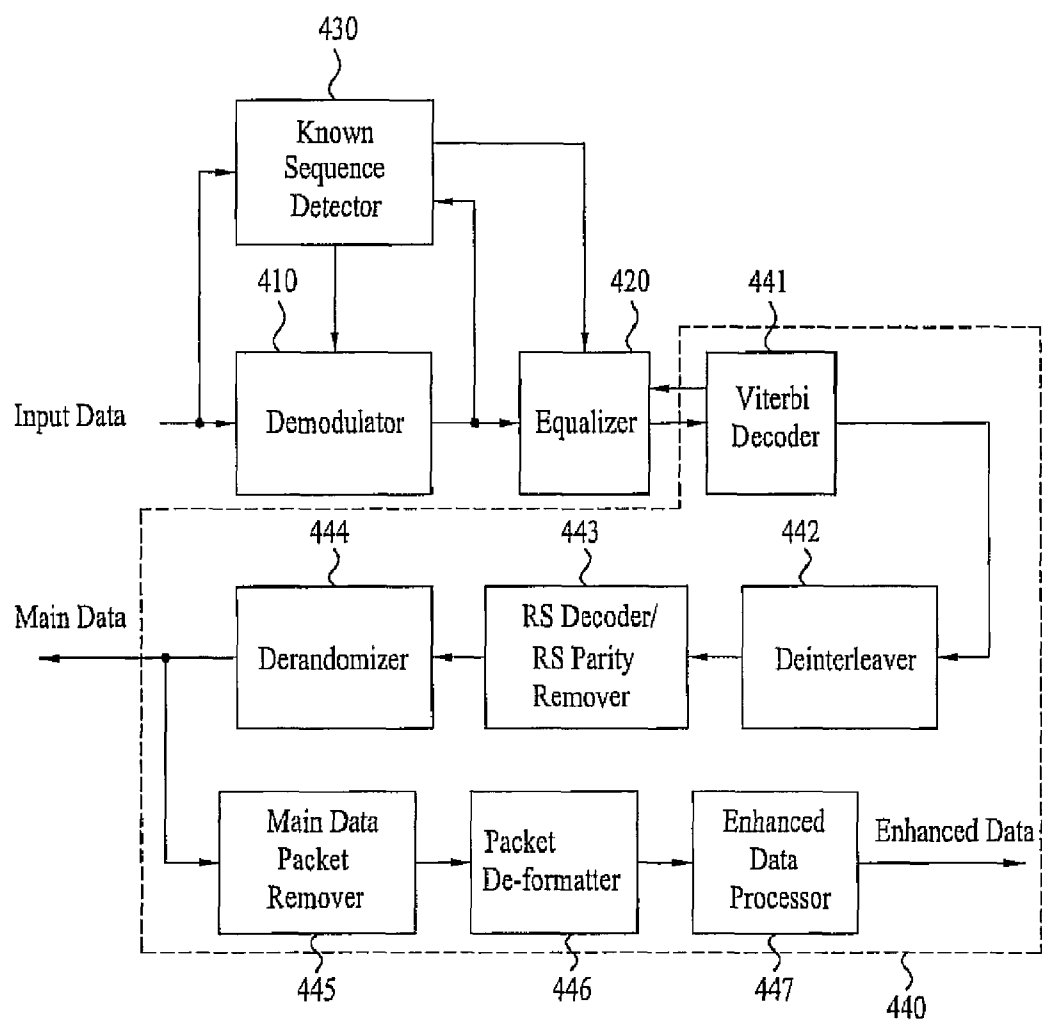 430
Known
Sequence
Detector
410
420
441
Input Data
Demodulator
Equalizer
Viterbi
Decoder
444
443
442
Main Data
Derandomizer
RS Decoder/
RS Parity
Remover
Deinterleaver
Main Data
Packet
Remover
Packet
De-formatter
Enhanced
Data
Processor
Enhanced Data
445
446
447
440